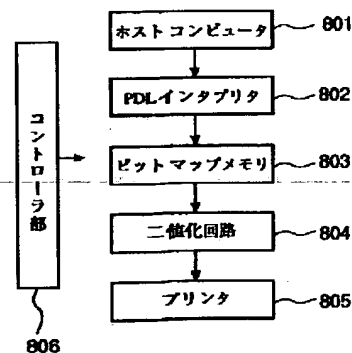 ホストコンピュータ
801
PDLインタプリタ
802
ビットマップメモリ
803
二値化回路
804
プリンタ
805
コントローラ部
806